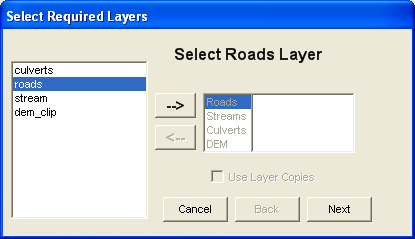 Select Required Layers
Select Roads Layer
culverts
roads
stream
dem_clip
-->
<--
Roads
Streams
Culverts
DEM
Use Layer Copies
Cancel
Back
Next